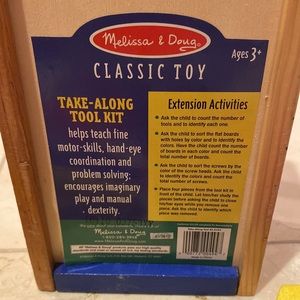 Melissa & Doug
Ages 3+
CLASSIC TOY
TAKE-ALONG
TOOL KIT
helps teach fine
motor-skills, hand-eye
coordination and
problem solving;
encourages imaginary
play and manual
dexterity.
Extension Activities
Ask the child to count the number of
tools and to identify each one.
Ask the child to sort the flat boards
with holes by color and to identify the
colors. Have the child count the number
of boards in each color and count the
total number of boards.
Ask the child to sort the screws by the
color of the screw heads. Ask the child
to identify the colors and count the total
number of screws.
Place four pieces from the tool kit in
front of the child. Let him/her study the
pieces before asking the child to close
his/her eyes while you remove one
piece. Ask the child to identify which
piece was removed.
Melissa & Doug